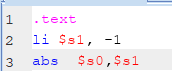 1 .text
2 li $s1, -1
3 abs $s0,$s1